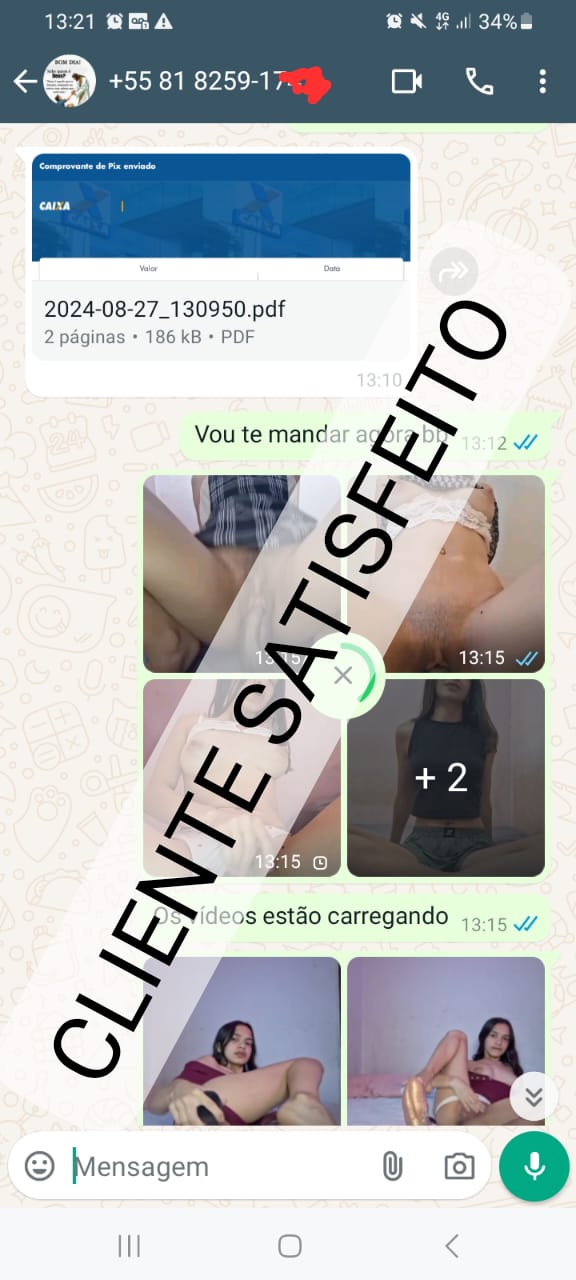 13:21
4G
34%
+55 81 8259-17
Comprovante de Pix enviado
CAIXA
Valor
Data
2024-08-27_130950.pdf
2 páginas • 186 kB • PDF
13:10
Vou te mandar agora bb
13:12
13:15
13:15
+ 2
13:15
Os vídeos estão carregando
13:15
CLIENTE SATISFEITO
Mensagem